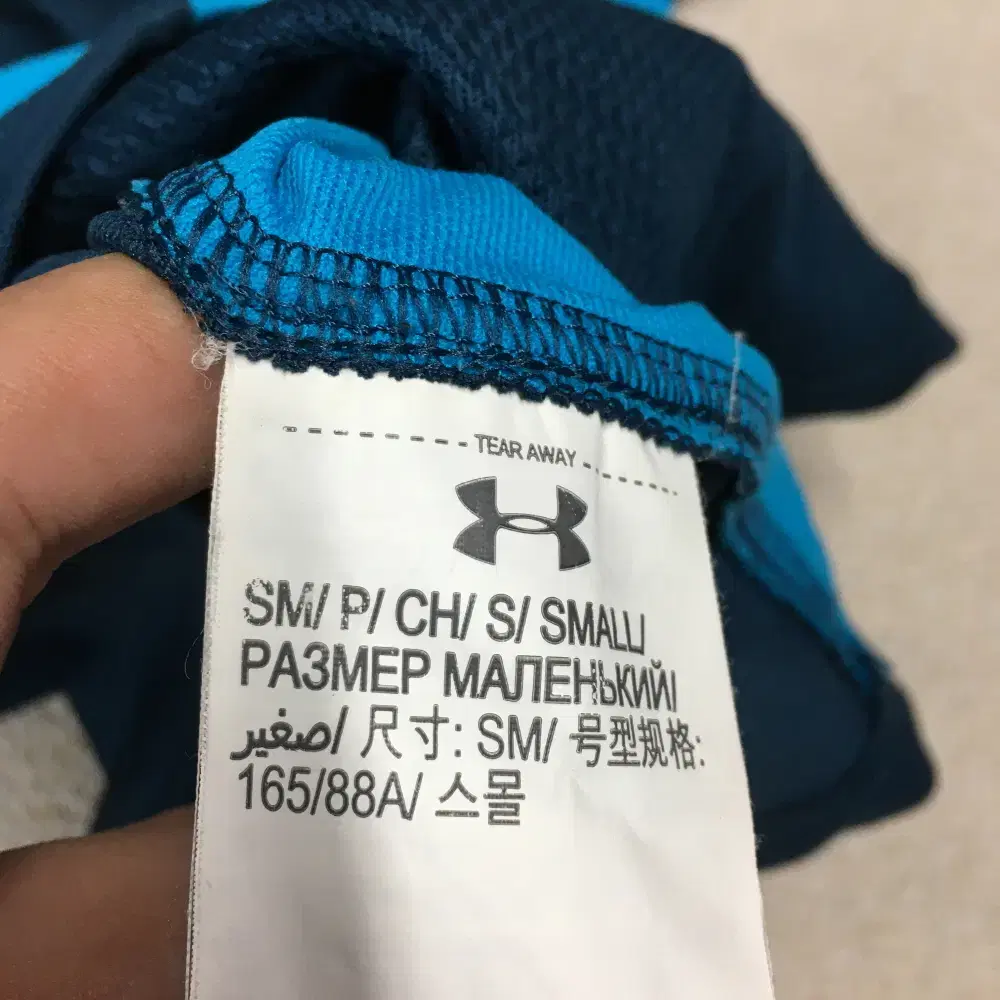 TEAR AWAY
SM/ P/ CH/ S/ SMALL/
РАЗМЕР МАЛЕНЬКИЙ/
صغير/ 尺寸: SM/ 号型规格:
165/88A/ 스몰